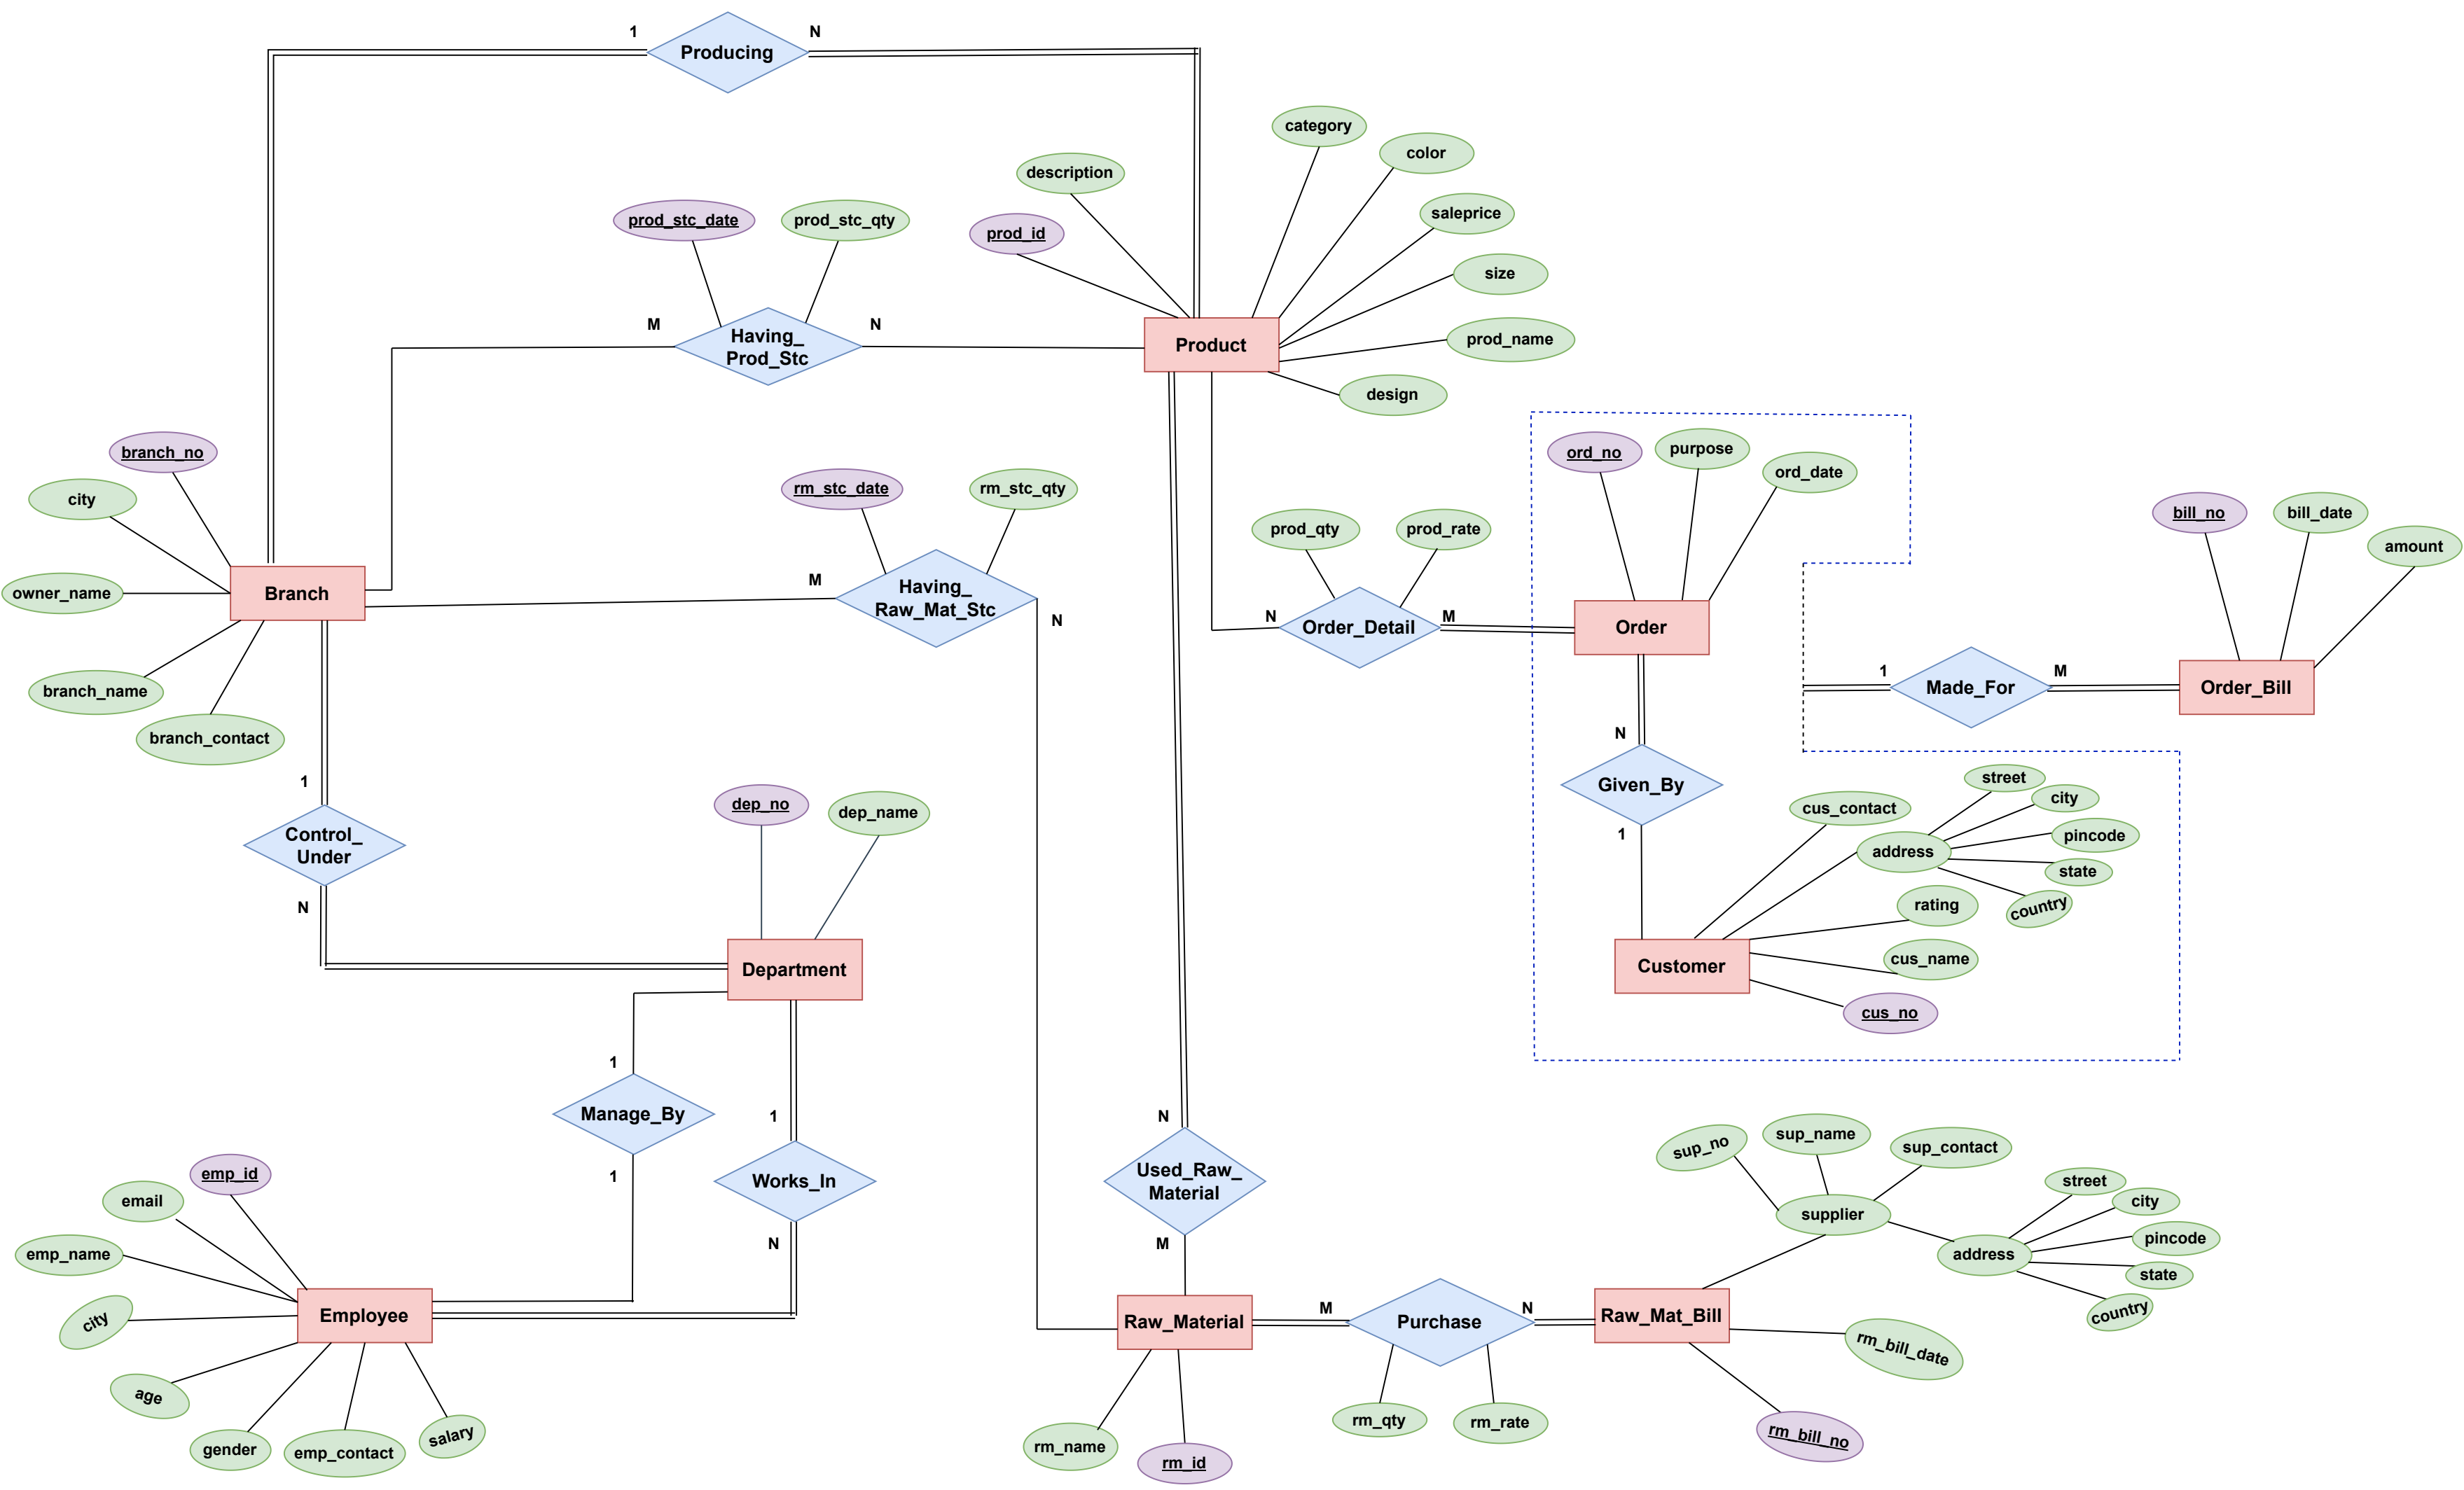 1
Producing
N
category
color
description
saleprice
prod_stc_date
prod_stc_qty
prod_id
size
M
Having_
Prod_Stc
N
Product
prod_name
design
branch_no
city
owner_name
Branch
branch_name
branch_contact
rm_stc_date
rm_stc_qty
M
Having_
Raw_Mat_Stc
N
prod_qty
prod_rate
N
Order_Detail
M
ord_no
purpose
ord_date
Order
bill_no
bill_date
amount
1
Made_For
M
Order_Bill
N
Given_By
1
cus_contact
street
city
pincode
address
state
country
rating
cus_name
Customer
cus_no
1
Control_
Under
N
dep_no
dep_name
Department
1
Manage_By
1
1
Works_In
N
emp_id
email
emp_name
city
Employee
age
gender
emp_contact
salary
N
Used_Raw_
Material
M
Raw_Material
rm_name
rm_id
M
Purchase
N
rm_qty
rm_rate
Raw_Mat_Bill
sup_no
sup_name
sup_contact
supplier
street
city
pincode
address
state
country
rm_bill_date
rm_bill_no